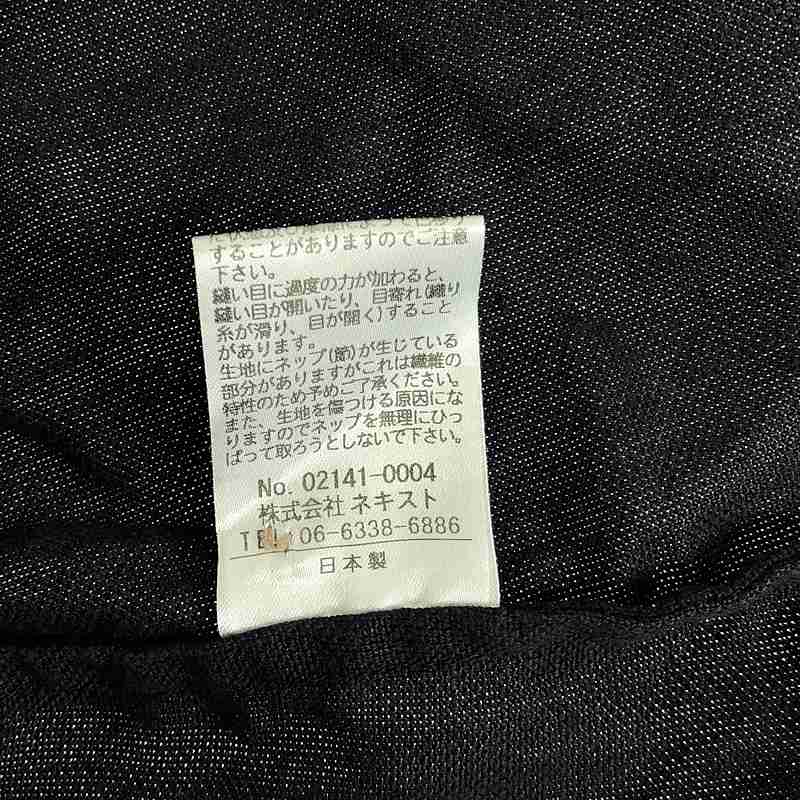 することがありますのでご注意
下さい。
縫い目に過度の力が加わると、
縫い目が開いたり、目寄れ(織り
糸が滑り、目が開く)すること
があります。
生地にネップ(節)が生じている
部分がありますがこれは繊維の
特性のため予めご了承ください。
また、生地を傷つける原因にな
りますのでネップを無理にひっ
ぱって取ろうとしないで下さい。
No. 02141-0004
株式会社 ネキスト
TEL 06-6338-6886
日本製